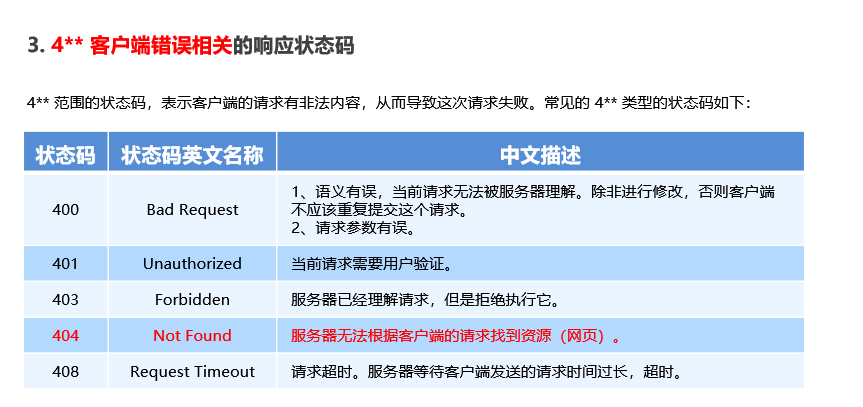 3. 4** 客户端错误相关的响应状态码
4** 范围的状态码，表示客户端的请求有非法内容，从而导致这次请求失败。常见的 4** 类型的状态码如下：
状态码 状态码英文名称 中文描述
400 Bad Request 1、语义有误，当前请求无法被服务器理解。除非进行修改，否则客户端
不应该重复提交这个请求。
2、请求参数有误。
401 Unauthorized 当前请求需要用户验证。
403 Forbidden 服务器已经理解请求，但是拒绝执行它。
404 Not Found 服务器无法根据客户端的请求找到资源（网页）。
408 Request Timeout 请求超时。服务器等待客户端发送的请求时间过长，超时。